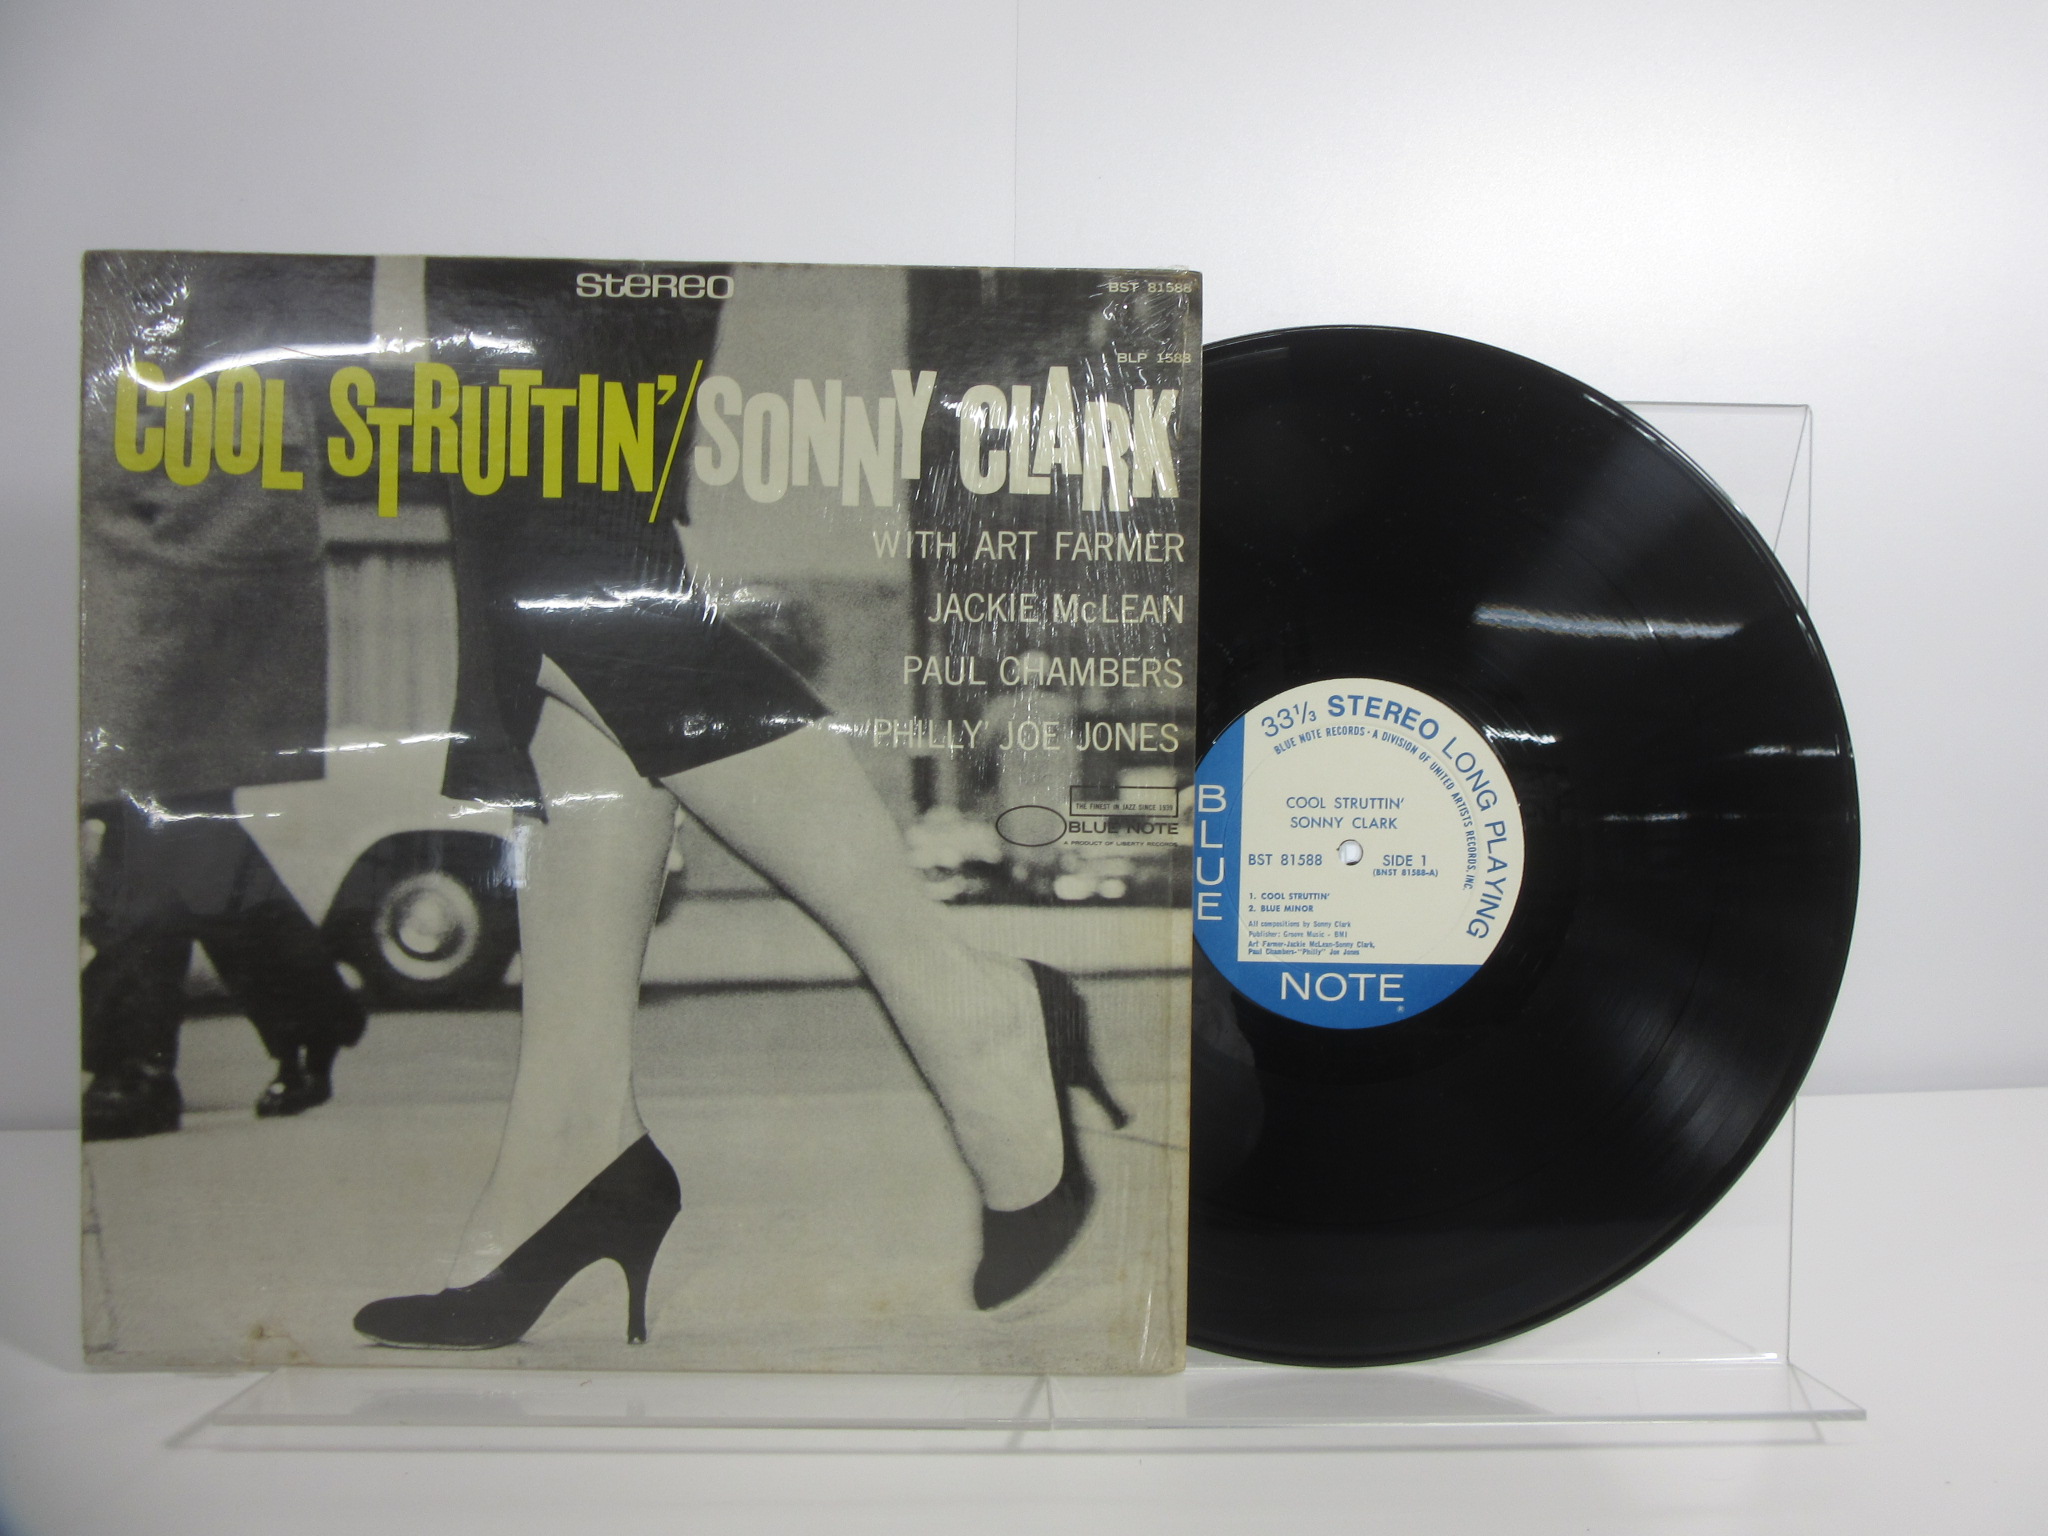 STEREO
BST 81588
BLP 1588
COOL STRUTTIN'/SONNY CLARK
WITH ART FARMER
JACKIE McLEAN
PAUL CHAMBERS
'PHILLY' JOE JONES
THE FINEST IN JAZZ SINCE 1939
BLUE NOTE
A PRODUCT OF LIBERTY RECORDS
33 1/3 STEREO LONG PLAYING
BLUE NOTE RECORDS • A DIVISION OF UNITED ARTISTS RECORDS, INC.
COOL STRUTTIN'
SONNY CLARK
BST 81588 SIDE 1
(BNST 81588-A)
1. COOL STRUTTIN'
2. BLUE MINOR
All compositions by Sonny Clark
Publisher: Groove Music - BMI
Art Farmer-Jackie McLean-Sonny Clark,
Paul Chambers-"Philly" Joe Jones
BLUE
NOTE
®